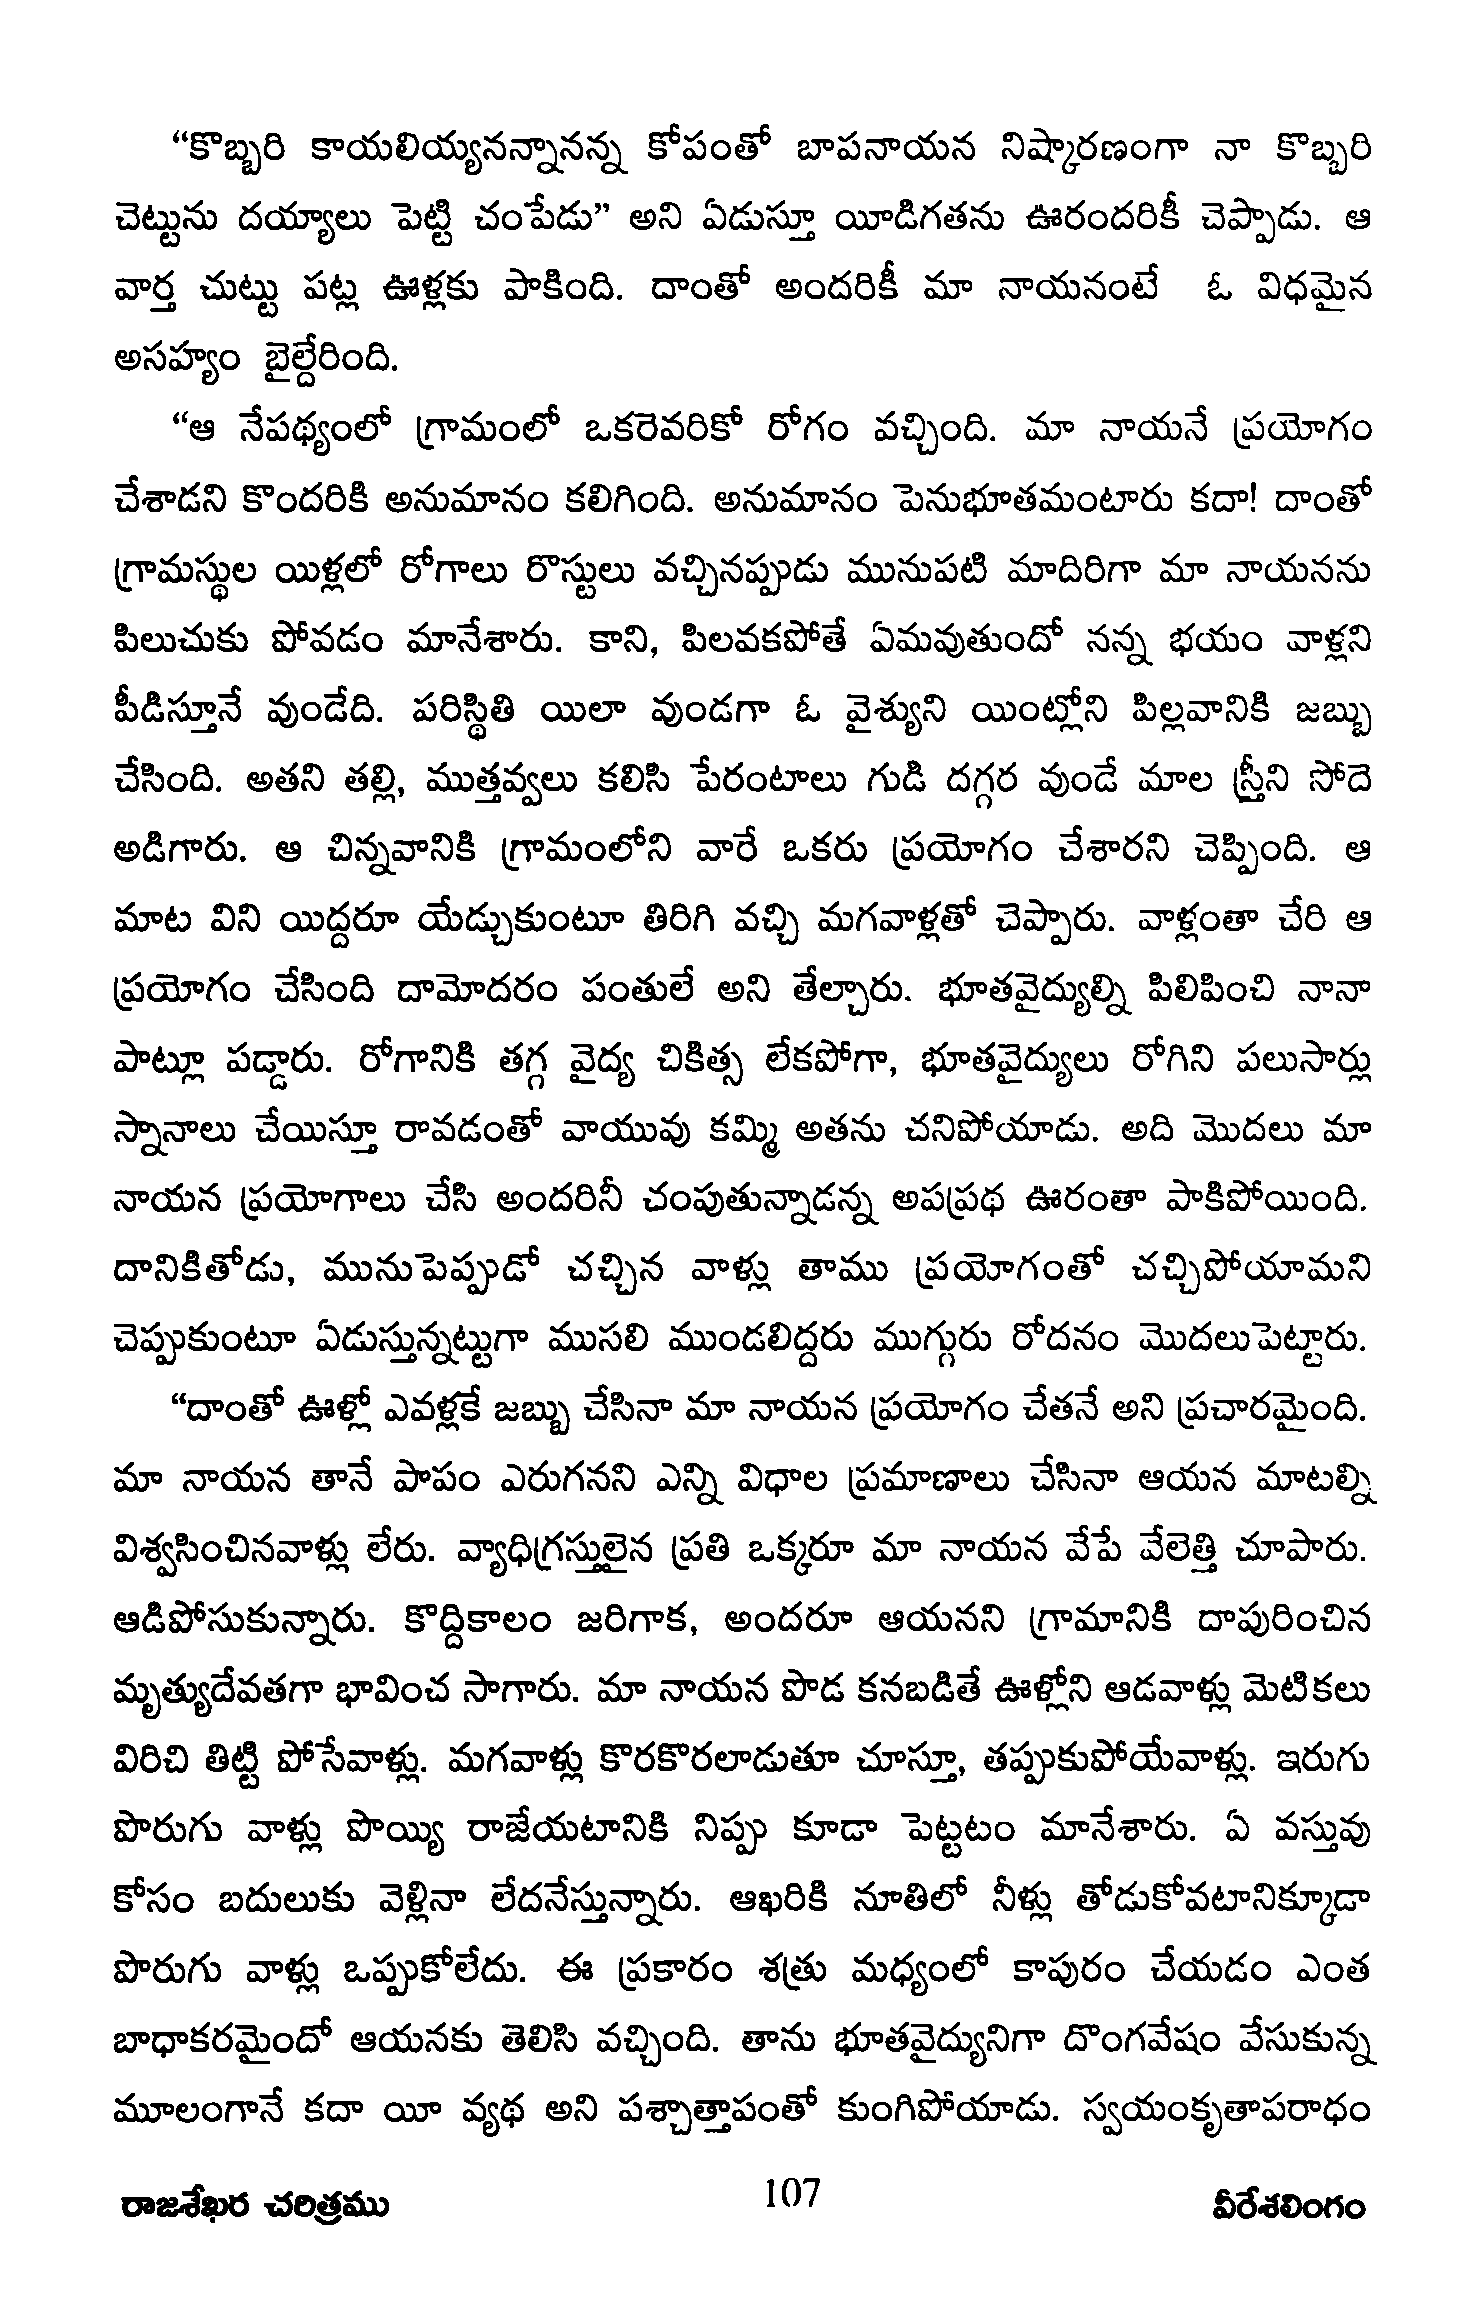 “కొబ్బరి కాయలియ్యనన్నానన్న కోపంతో బాపనాయన నిష్కారణంగా నా కొబ్బరి
చెట్టును దయ్యాలు పెట్టి చంపేడు” అని ఏడుస్తూ యీడిగతను ఊరందరికీ చెప్పాడు. ఆ
వార్త చుట్టు పట్ల ఊళ్లకు పాకింది. దాంతో అందరికీ మా నాయనంటే ఓ విధమైన
అసహ్యం బైల్దేరింది.
“ఆ నేపథ్యంలో గ్రామంలో ఒకరెవరికో రోగం వచ్చింది. మా నాయనే ప్రయోగం
చేశాడని కొందరికి అనుమానం కలిగింది. అనుమానం పెనుభూతమంటారు కదా! దాంతో
గ్రామస్థుల యిళ్లలో రోగాలు రొస్టులు వచ్చినప్పుడు మునుపటి మాదిరిగా మా నాయనను
పిలుచుకు పోవడం మానేశారు. కాని, పిలవకపోతే ఏమవుతుందో నన్న భయం వాళ్లని
పీడిస్తూనే వుండేది. పరిస్థితి యిలా వుండగా ఓ వైశ్యుని యింట్లోని పిల్లవానికి జబ్బు
చేసింది. అతని తల్లి, ముత్తవ్వలు కలిసి పేరంటాలు గుడి దగ్గర వుండే మాల స్త్రీని సోదె
అడిగారు. ఆ చిన్నవానికి గ్రామంలోని వారే ఒకరు ప్రయోగం చేశారని చెప్పింది. ఆ
మాట విని యిద్దరూ యేడ్చుకుంటూ తిరిగి వచ్చి మగవాళ్లతో చెప్పారు. వాళ్లంతా చేరి ఆ
ప్రయోగం చేసింది దామోదరం పంతులే అని తేల్చారు. భూతవైద్యుల్ని పిలిపించి నానా
పాట్లూ పడ్డారు. రోగానికి తగ్గ వైద్య చికిత్స లేకపోగా, భూతవైద్యులు రోగిని పలుసార్లు
స్నానాలు చేయిస్తూ రావడంతో వాయువు కమ్మి అతను చనిపోయాడు. అది మొదలు మా
నాయన ప్రయోగాలు చేసి అందరినీ చంపుతున్నాడన్న అపప్రథ ఊరంతా పాకిపోయింది.
దానికితోడు, మునుపెప్పుడో చచ్చిన వాళ్లు తాము ప్రయోగంతో చచ్చిపోయామని
చెప్పుకుంటూ ఏడుస్తున్నట్టుగా ముసలి ముండలిద్దరు ముగ్గురు రోదనం మొదలుపెట్టారు.
“దాంతో ఊళ్లో ఎవళ్లకే జబ్బు చేసినా మా నాయన ప్రయోగం చేతనే అని ప్రచారమైంది.
మా నాయన తానే పాపం ఎరుగనని ఎన్ని విధాల ప్రమాణాలు చేసినా ఆయన మాటల్ని
విశ్వసించినవాళ్లు లేరు. వ్యాధిగ్రస్తులైన ప్రతి ఒక్కరూ మా నాయన వేపే వేలెత్తి చూపారు.
ఆడిపోసుకున్నారు. కొద్దికాలం జరిగాక, అందరూ ఆయనని గ్రామానికి దాపురించిన
మృత్యుదేవతగా భావించ సాగారు. మా నాయన పొడ కనబడితే ఊళ్లోని ఆడవాళ్లు మెటికలు
విరిచి తిట్టి పోసేవాళ్లు. మగవాళ్లు కొరకొరలాడుతూ చూస్తూ, తప్పుకుపోయేవాళ్లు. ఇరుగు
పొరుగు వాళ్లు పొయ్యి రాజేయటానికి నిప్పు కూడా పెట్టటం మానేశారు. ఏ వస్తువు
కోసం బదులుకు వెళ్లినా లేదనేస్తున్నారు. ఆఖరికి నూతిలో నీళ్లు తోడుకోవటానిక్కూడా
పొరుగు వాళ్లు ఒప్పుకోలేదు. ఈ ప్రకారం శత్రు మధ్యంలో కాపురం చేయడం ఎంత
బాధాకరమైందో ఆయనకు తెలిసి వచ్చింది. తాను భూతవైద్యునిగా దొంగవేషం వేసుకున్న
మూలంగానే కదా యీ వ్యథ అని పశ్చాత్తాపంతో కుంగిపోయాడు. స్వయంకృతాపరాధం
రాజశేఖర చరిత్రము 107 వీరేశలింగం